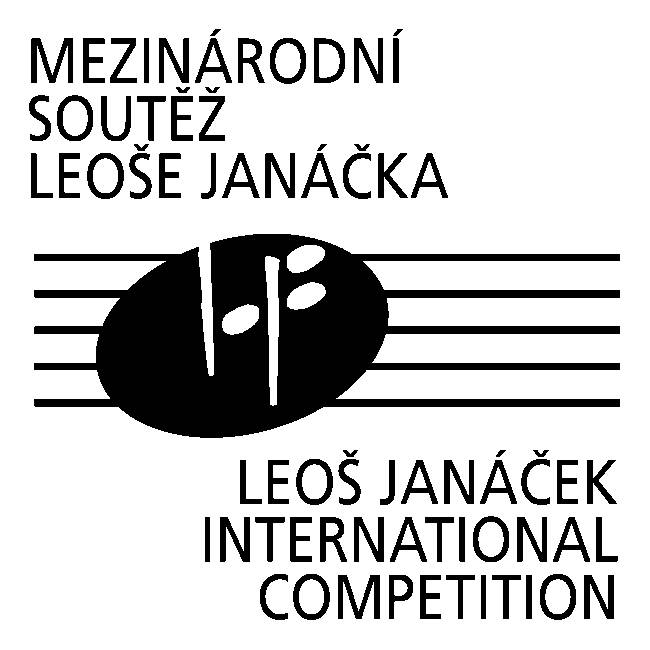 MEZINÁRODNÍ
SOUTĚŽ
LEOŠE JANÁČKA
LEOŠ JANÁČEK
INTERNATIONAL
COMPETITION